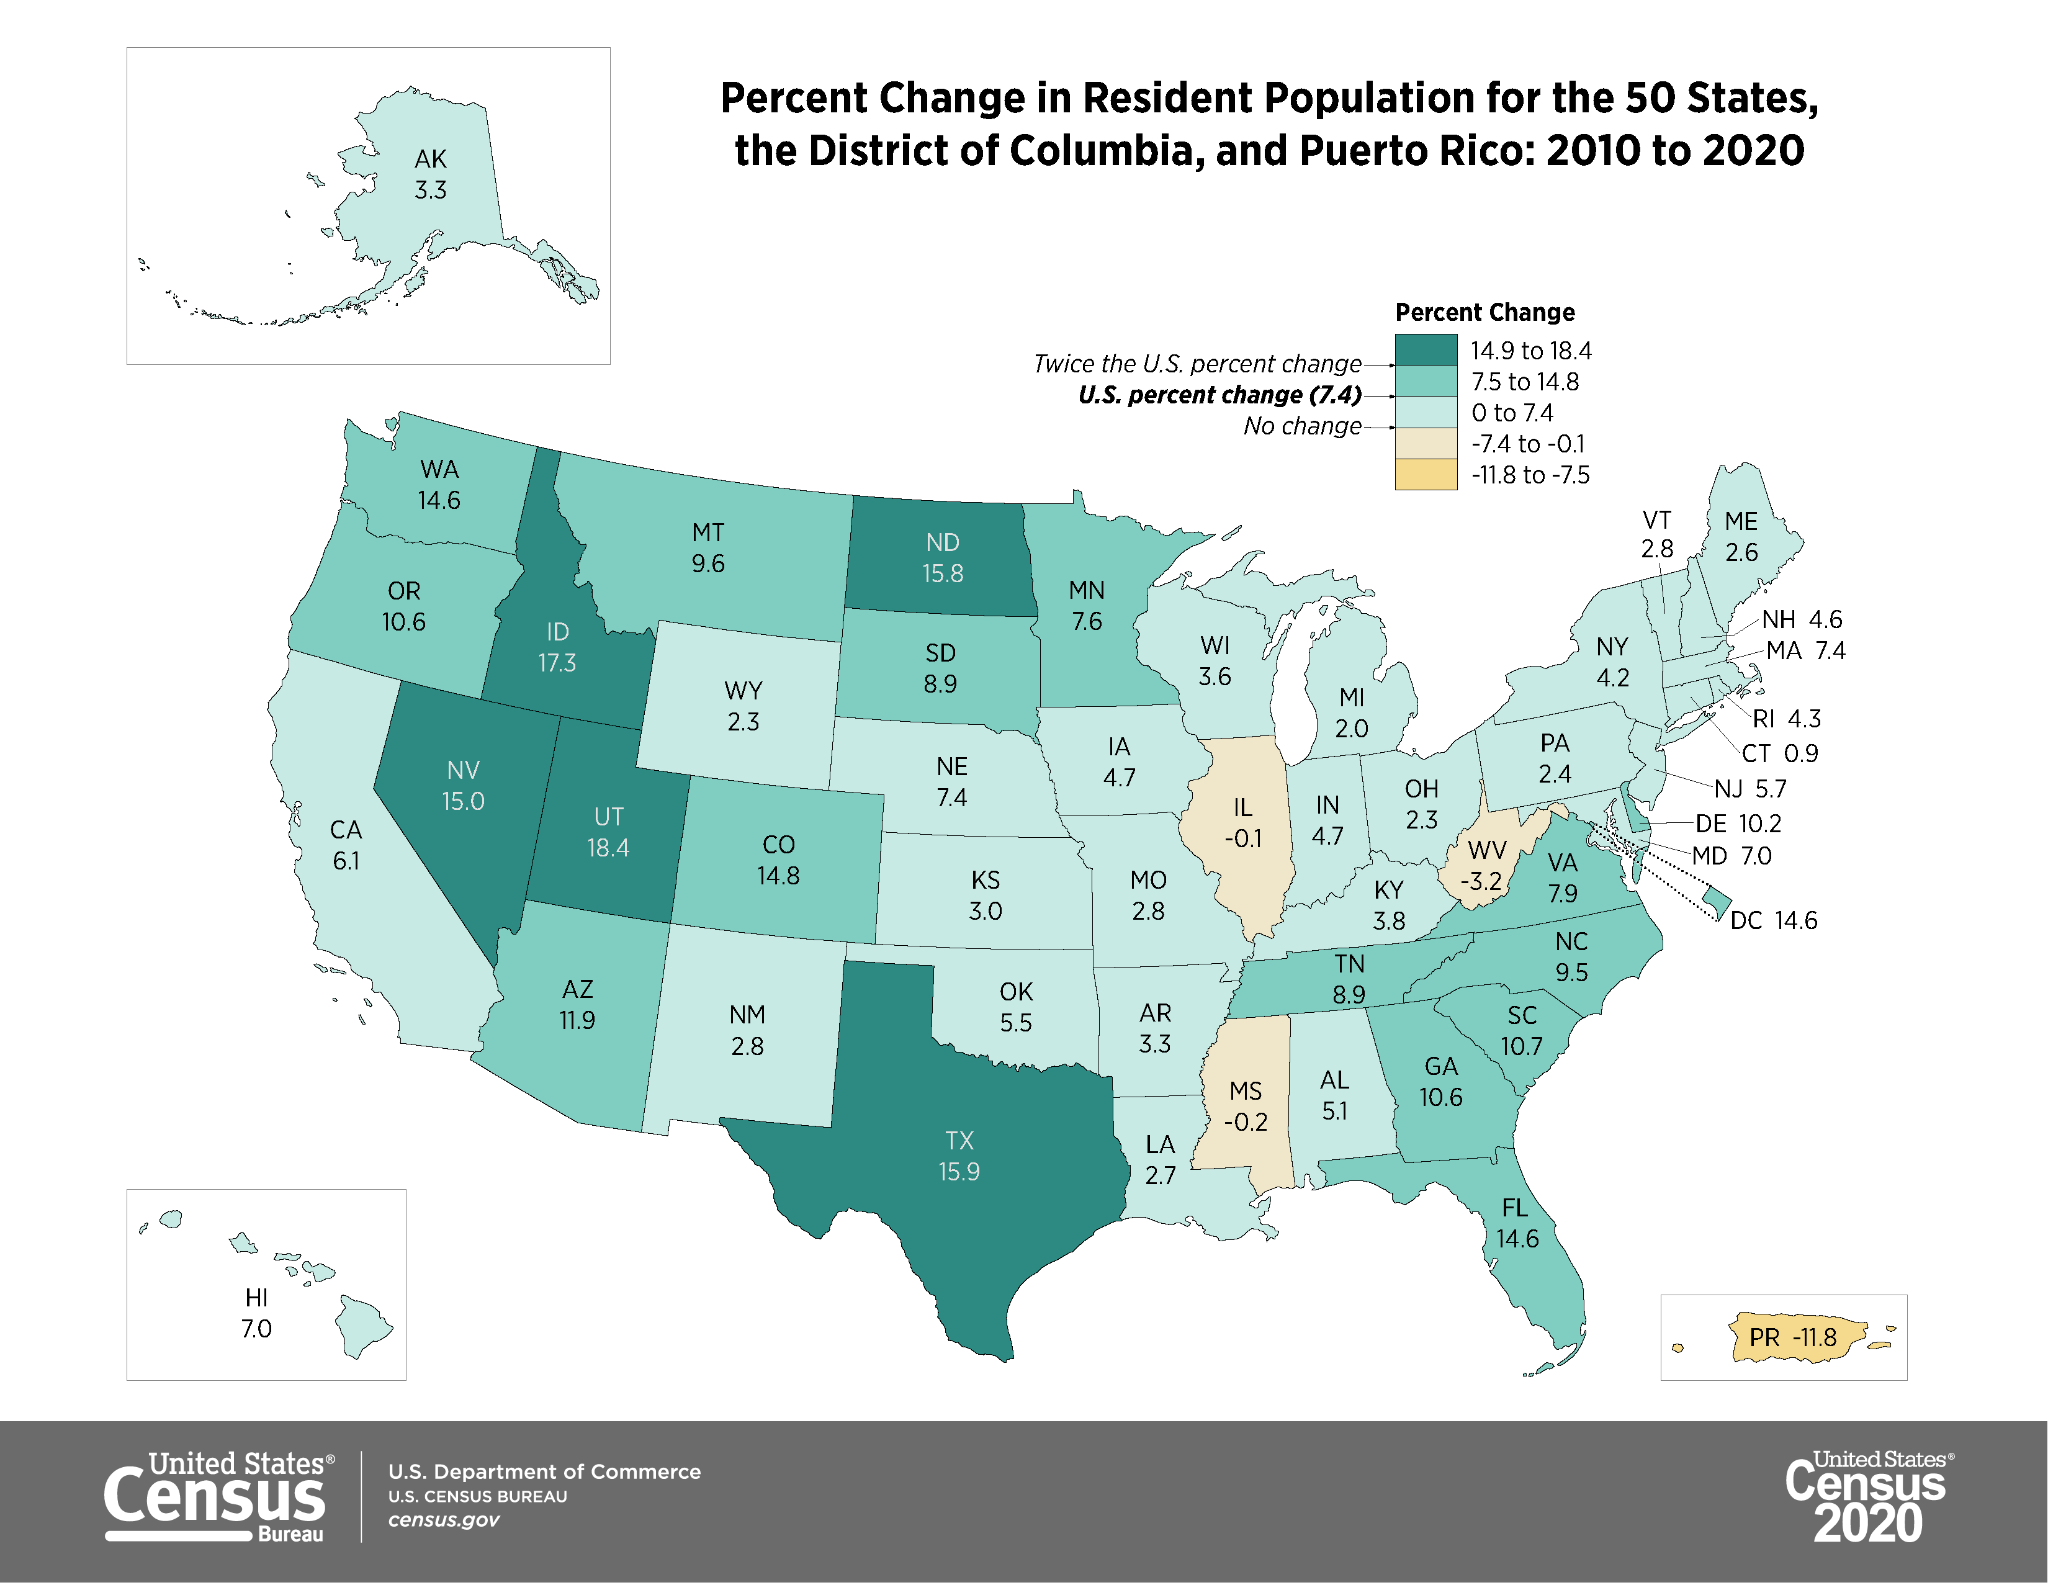 Percent Change in Resident Population for the 50 States,
the District of Columbia, and Puerto Rico: 2010 to 2020
AK
3.3
Percent Change
14.9 to 18.4
Twice the U.S. percent change
7.5 to 14.8
U.S. percent change (7.4)
0 to 7.4
No change
-7.4 to -0.1
-11.8 to -7.5
WA
14.6
OR
10.6
ID
17.3
MT
9.6
ND
15.8
MN
7.6
SD
8.9
WY
2.3
WI
3.6
MI
2.0
VT
2.8
ME
2.6
NH 4.6
MA 7.4
NY
4.2
RI 4.3
CT 0.9
NJ 5.7
PA
2.4
DE 10.2
MD 7.0
DC 14.6
CA
6.1
NV
15.0
UT
18.4
CO
14.8
NE
7.4
IA
4.7
IL
-0.1
IN
4.7
OH
2.3
WV
-3.2
VA
7.9
KS
3.0
MO
2.8
KY
3.8
NC
9.5
TN
8.9
SC
10.7
AZ
11.9
NM
2.8
OK
5.5
AR
3.3
MS
-0.2
AL
5.1
GA
10.6
TX
15.9
LA
2.7
FL
14.6
HI
7.0
PR -11.8
United States®
Census
Bureau
U.S. Department of Commerce
U.S. CENSUS BUREAU
census.gov
United States®
Census
2020